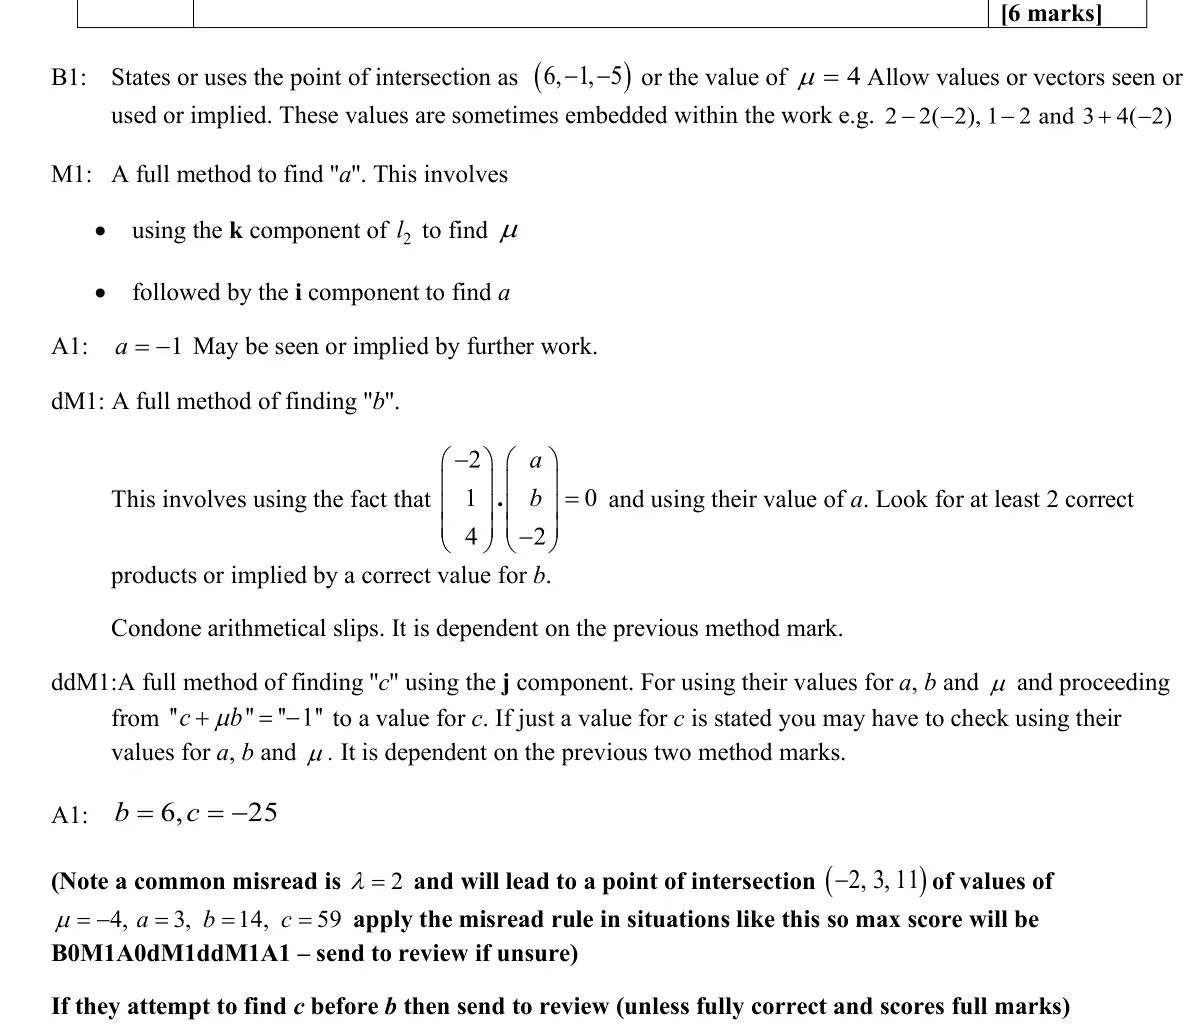 [6 marks]
B1: States or uses the point of intersection as (6,−1,−5) or the value of μ = 4 Allow values or vectors seen or
used or implied. These values are sometimes embedded within the work e.g. 2−2(−2), 1−2 and 3+4(−2)
M1: A full method to find "a". This involves
• using the k component of l₂ to find μ
• followed by the i component to find a
A1: a = −1 May be seen or implied by further work.
dM1: A full method of finding "b".
This involves using the fact that (−2 1 4) . (a b −2) = 0 and using their value of a. Look for at least 2 correct
products or implied by a correct value for b.
Condone arithmetical slips. It is dependent on the previous method mark.
ddM1:A full method of finding "c" using the j component. For using their values for a, b and μ and proceeding
from "c + μb" = "−1" to a value for c. If just a value for c is stated you may have to check using their
values for a, b and μ. It is dependent on the previous two method marks.
A1: b = 6, c = −25
(Note a common misread is λ = 2 and will lead to a point of intersection (−2, 3, 11) of values of
μ = −4, a = 3, b = 14, c = 59 apply the misread rule in situations like this so max score will be
B0M1A0dM1ddM1A1 – send to review if unsure)
If they attempt to find c before b then send to review (unless fully correct and scores full marks)